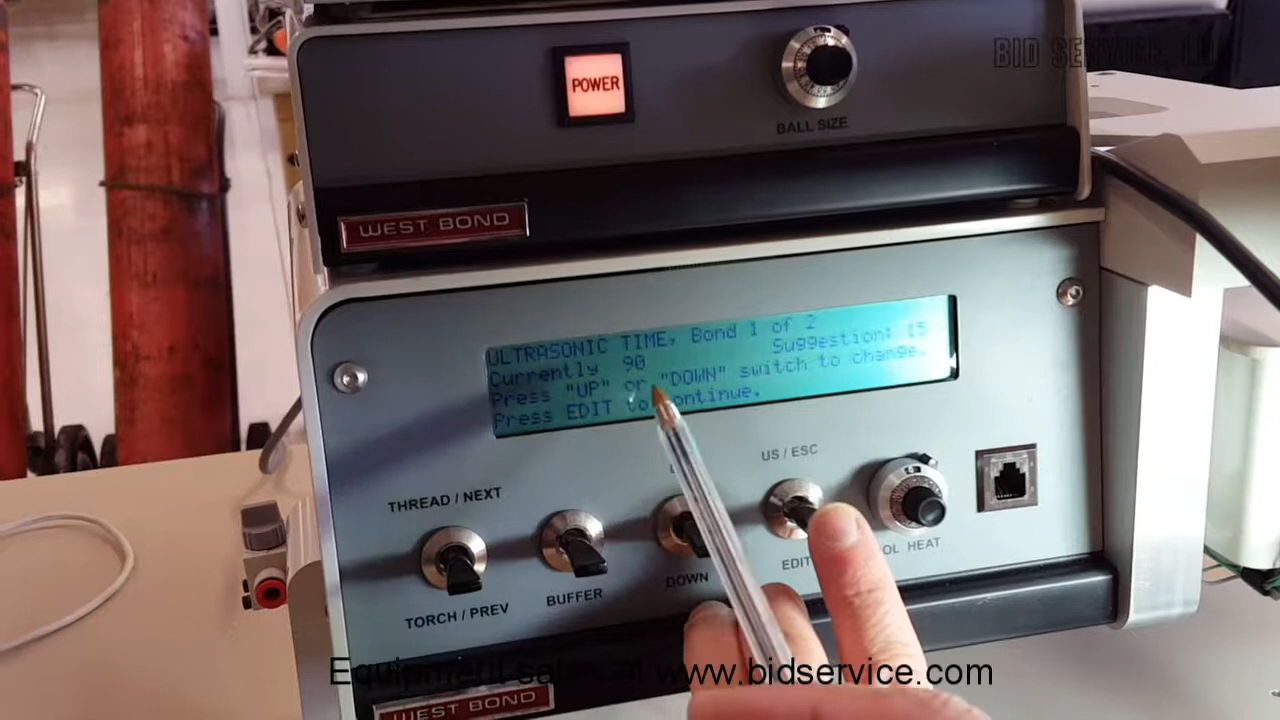 BID SERVICE, LLC
POWER
BALL SIZE
WEST BOND
ULTRASONIC TIME, Bond 1 of 2
Currently 90 Suggestion: 15
Press "UP" or "DOWN" switch to change.
Press EDIT to continue.
US / ESC
THREAD / NEXT
EDIT
HEAT
DOWN
BUFFER
TORCH / PREV
Equipment sales at www.bidservice.com
WEST BOND